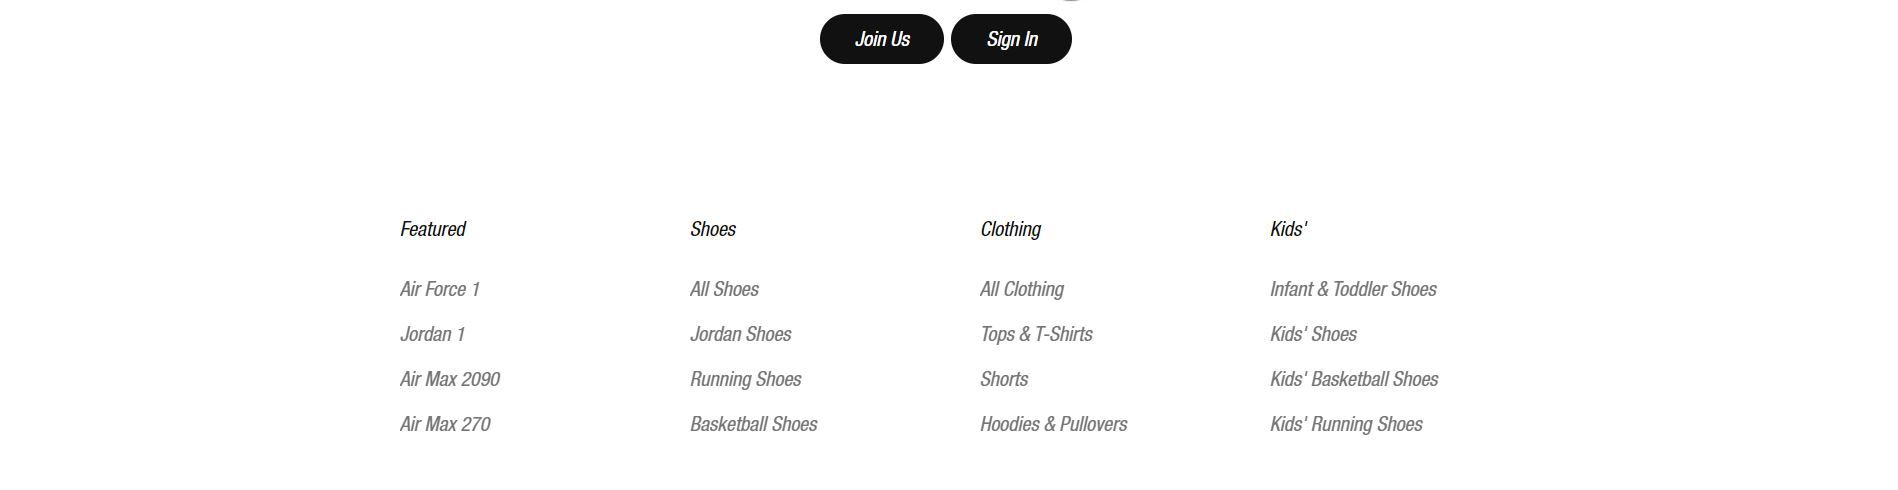 Join Us
Sign In
Featured
Air Force 1
Jordan 1
Air Max 2090
Air Max 270
Shoes
All Shoes
Jordan Shoes
Running Shoes
Basketball Shoes
Clothing
All Clothing
Tops & T-Shirts
Shorts
Hoodies & Pullovers
Kids'
Infant & Toddler Shoes
Kids' Shoes
Kids' Basketball Shoes
Kids' Running Shoes